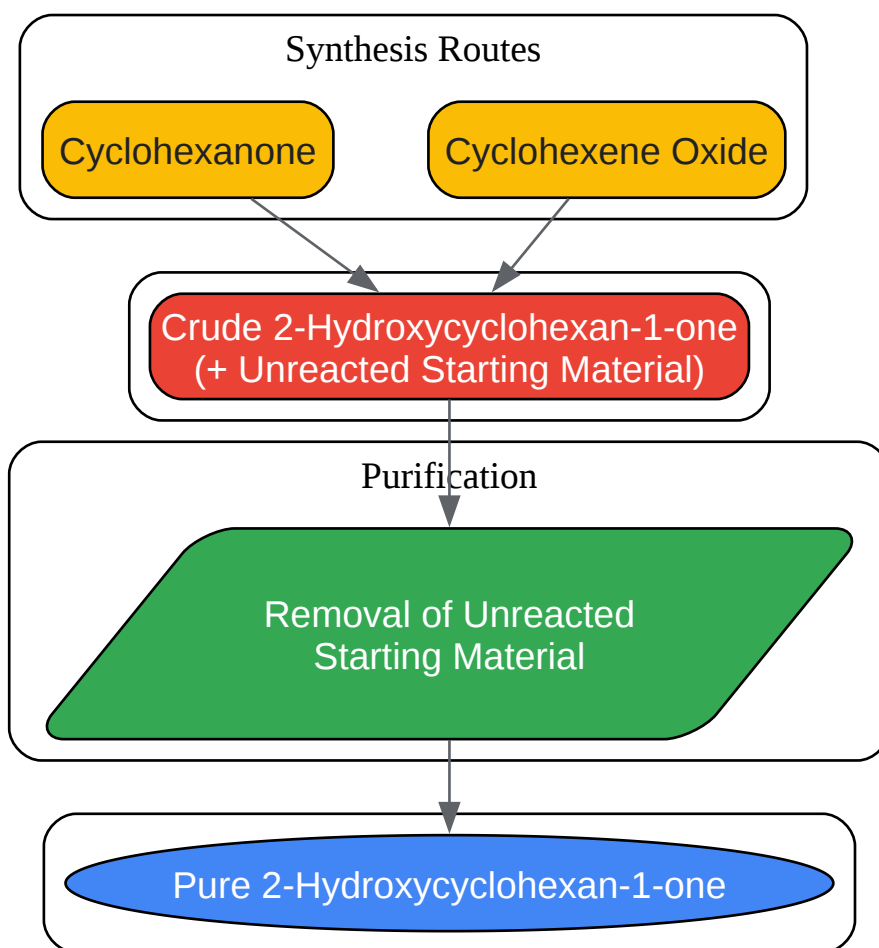 Synthesis Routes
Cyclohexanone
Cyclohexene Oxide
Crude 2-Hydroxycyclohexan-1-one
(+ Unreacted Starting Material)
Purification
Removal of Unreacted
Starting Material
Pure 2-Hydroxycyclohexan-1-one